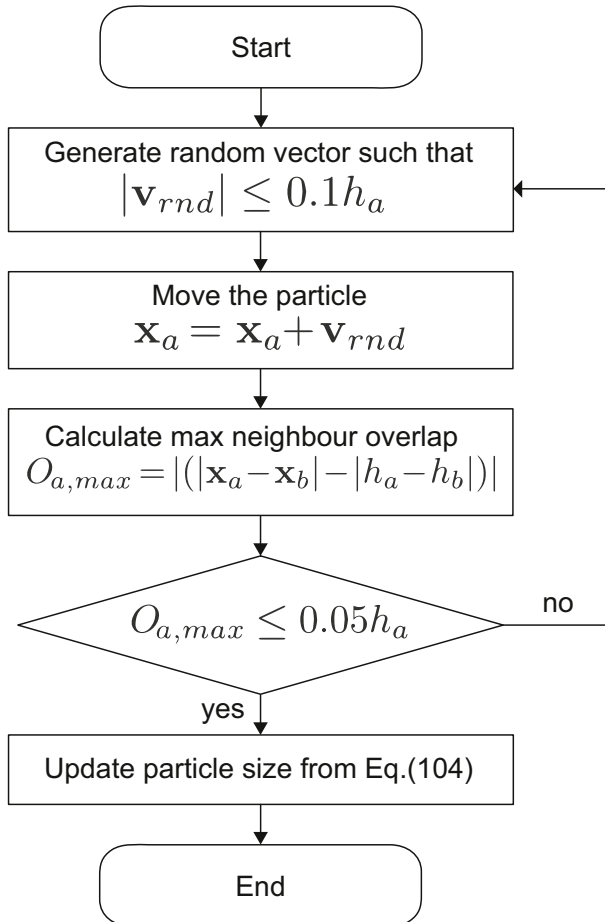 Start
Generate random vector such that
|v_rnd| ≤ 0.1h_a
Move the particle
x_a = x_a + v_rnd
Calculate max neighbour overlap
O_a,max = |(|x_a − x_b| − |h_a − h_b|)|
O_a,max ≤ 0.05h_a
no
yes
Update particle size from Eq.(104)
End